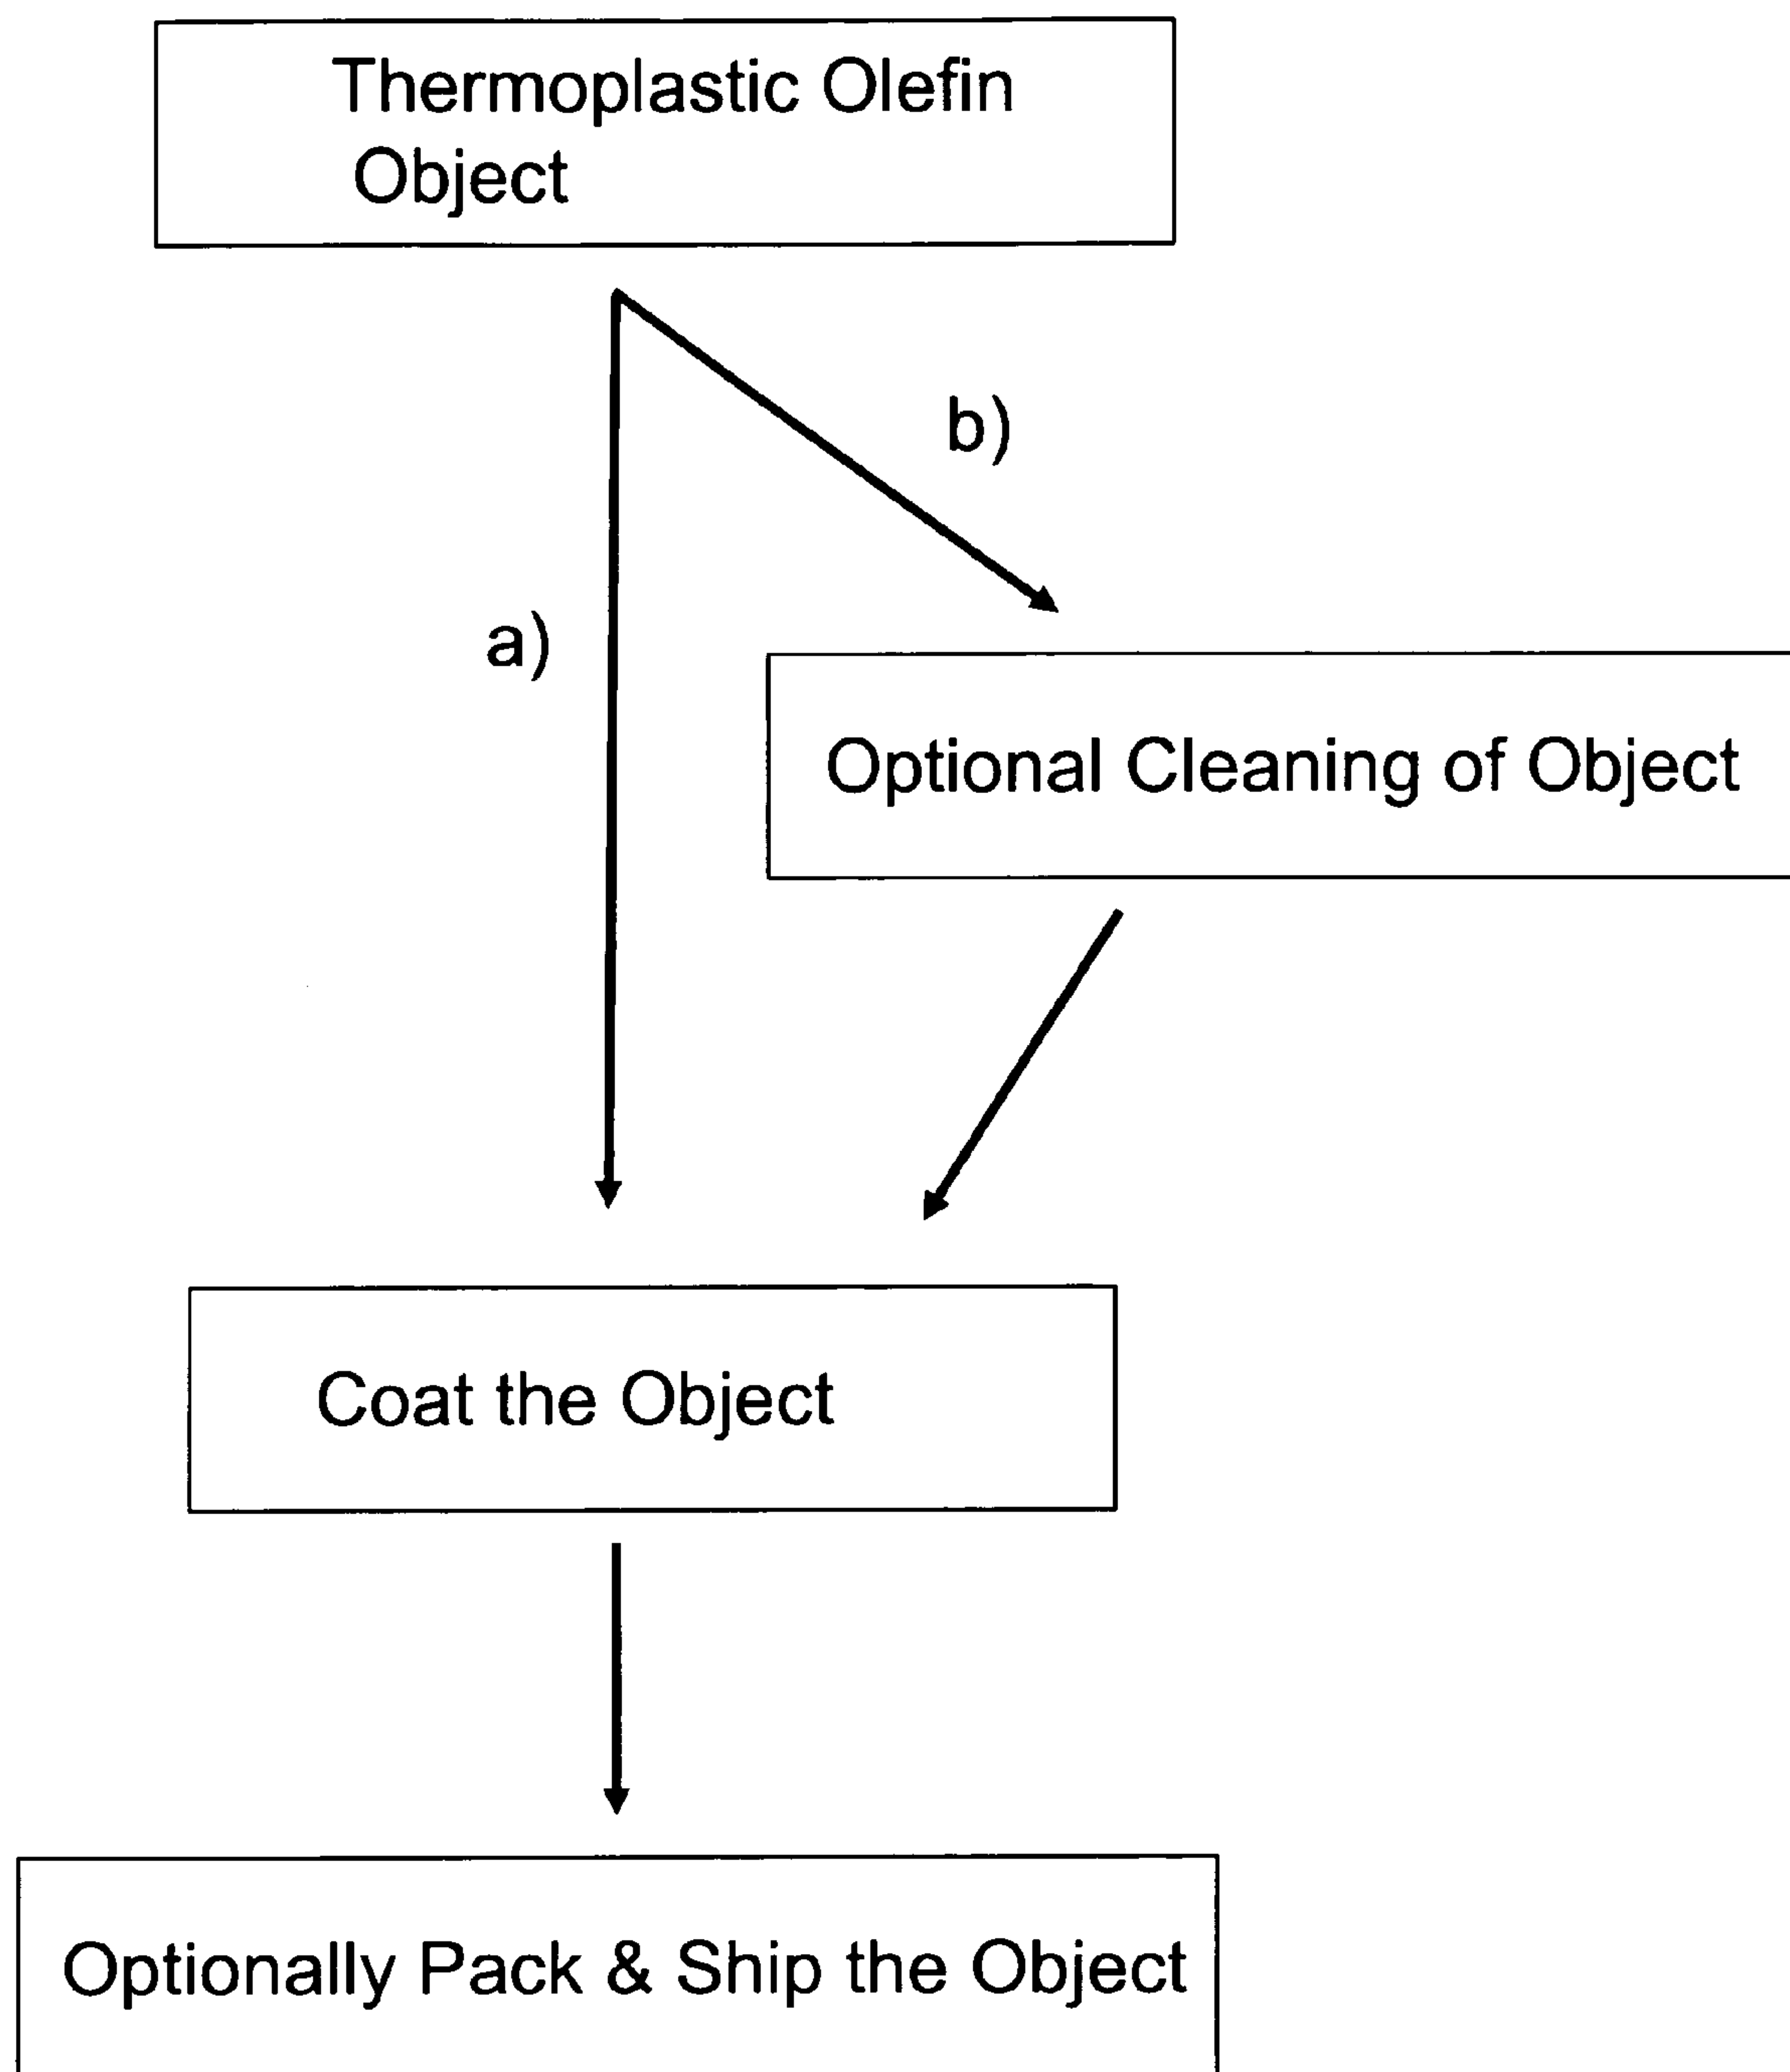 Thermoplastic Olefin
Object
b)
a)
Optional Cleaning of Object
Coat the Object
Optionally Pack & Ship the Object